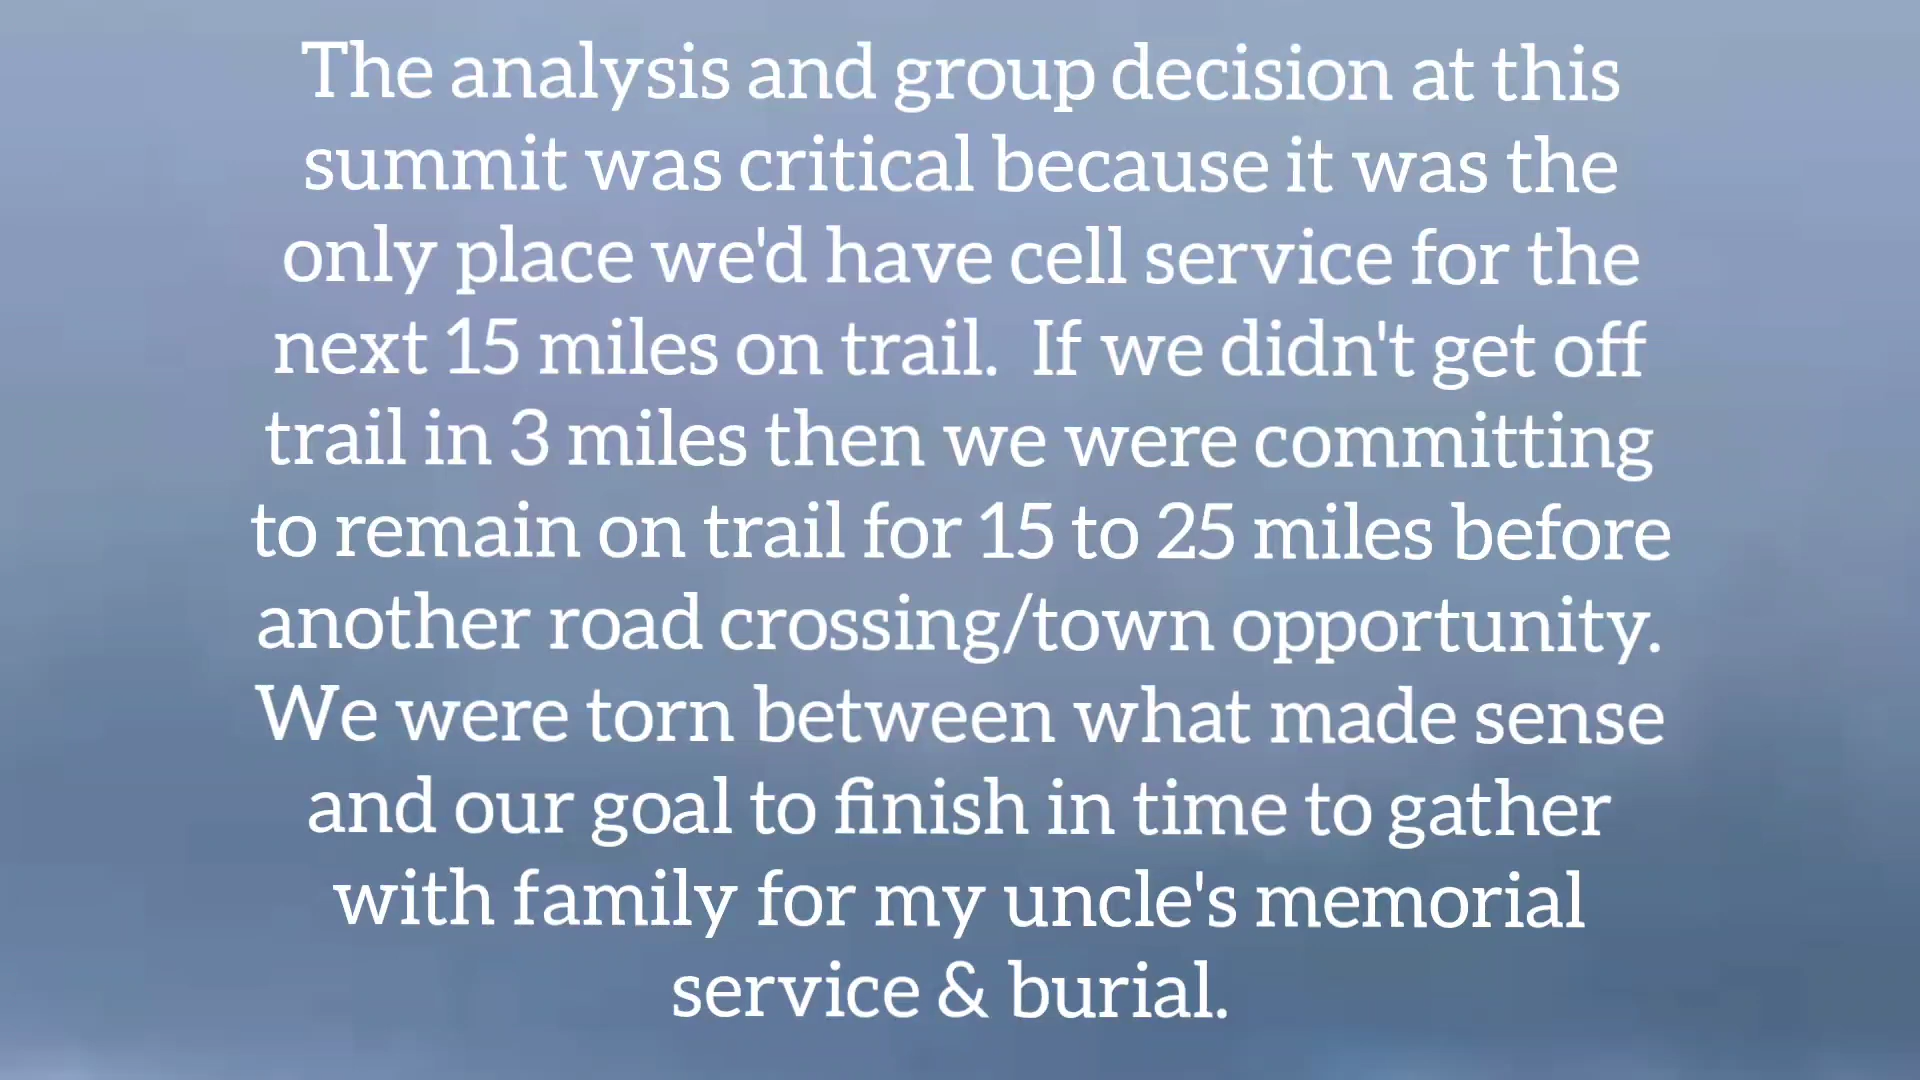 The analysis and group decision at this
summit was critical because it was the
only place we'd have cell service for the
next 15 miles on trail.  If we didn't get off
trail in 3 miles then we were committing
to remain on trail for 15 to 25 miles before
another road crossing/town opportunity.
We were torn between what made sense
and our goal to finish in time to gather
with family for my uncle's memorial
service & burial.